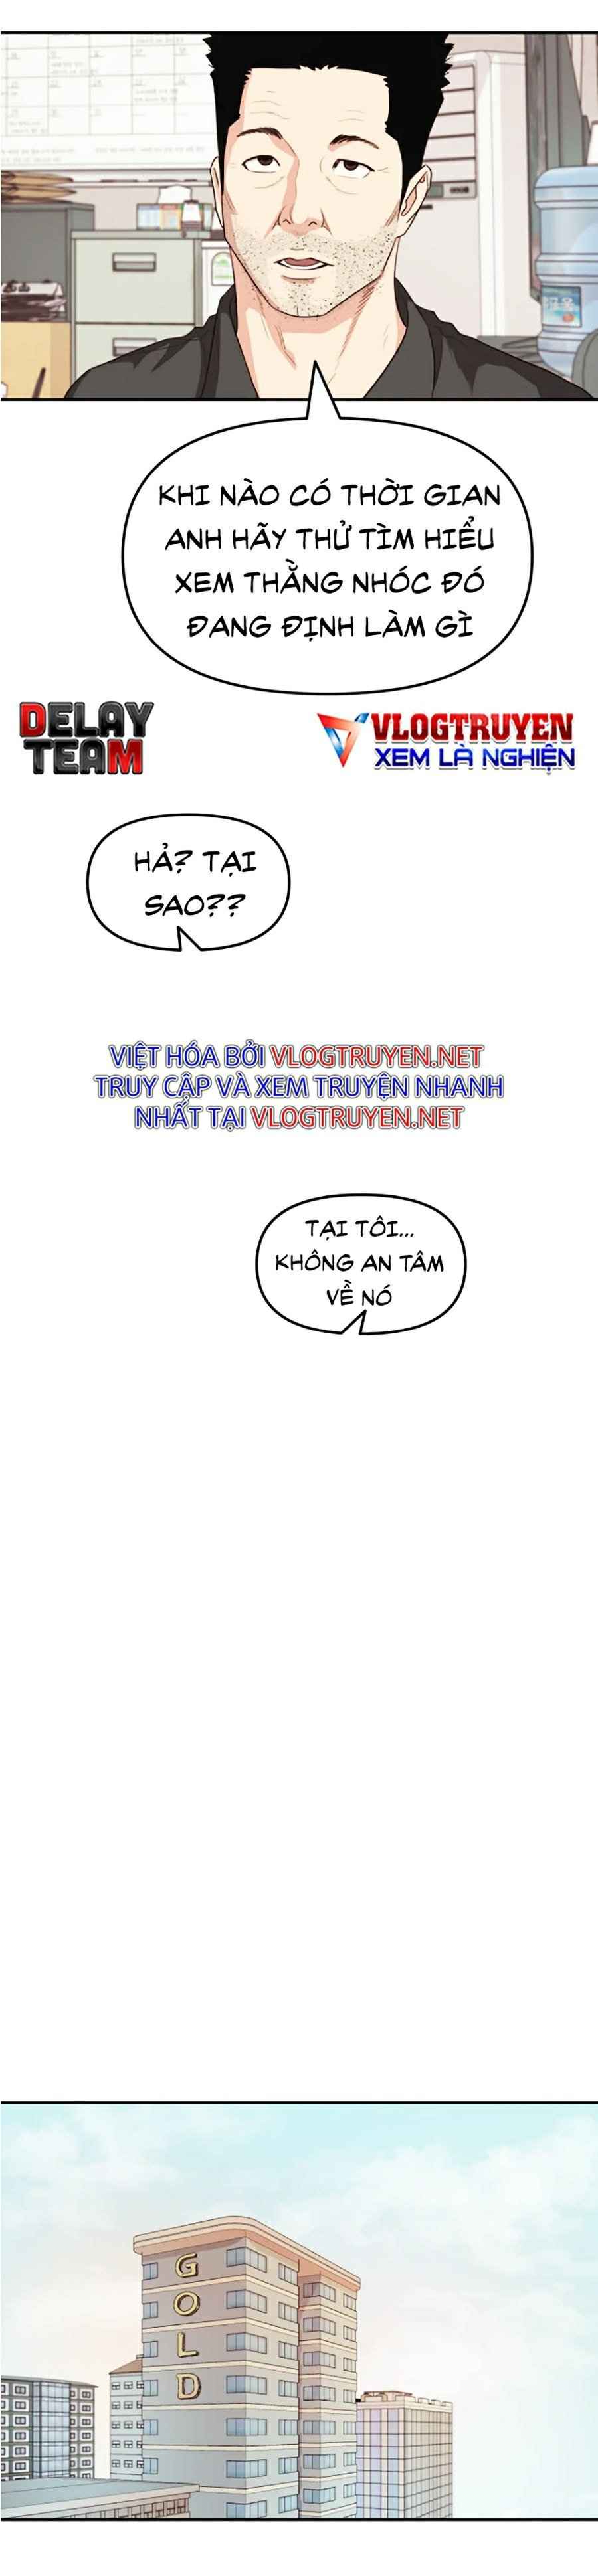 KHI NÀO CÓ THỜI GIAN
ANH HÃY THỬ TÌM HIỂU
XEM THẰNG NHÓC ĐÓ
ĐANG ĐỊNH LÀM GÌ
DELAY
TEAM
VLOGTRUYEN
XEM LÀ NGHIỆN
HẢ? TẠI
SAO??
VIỆT HÓA BỞI VLOGTRUYEN.NET
TRUY CẬP VÀ XEM TRUYỆN NHANH
NHẤT TẠI VLOGTRUYEN.NET
TẠI TÔI...
KHÔNG AN TÂM
VỀ NÓ
GOLD